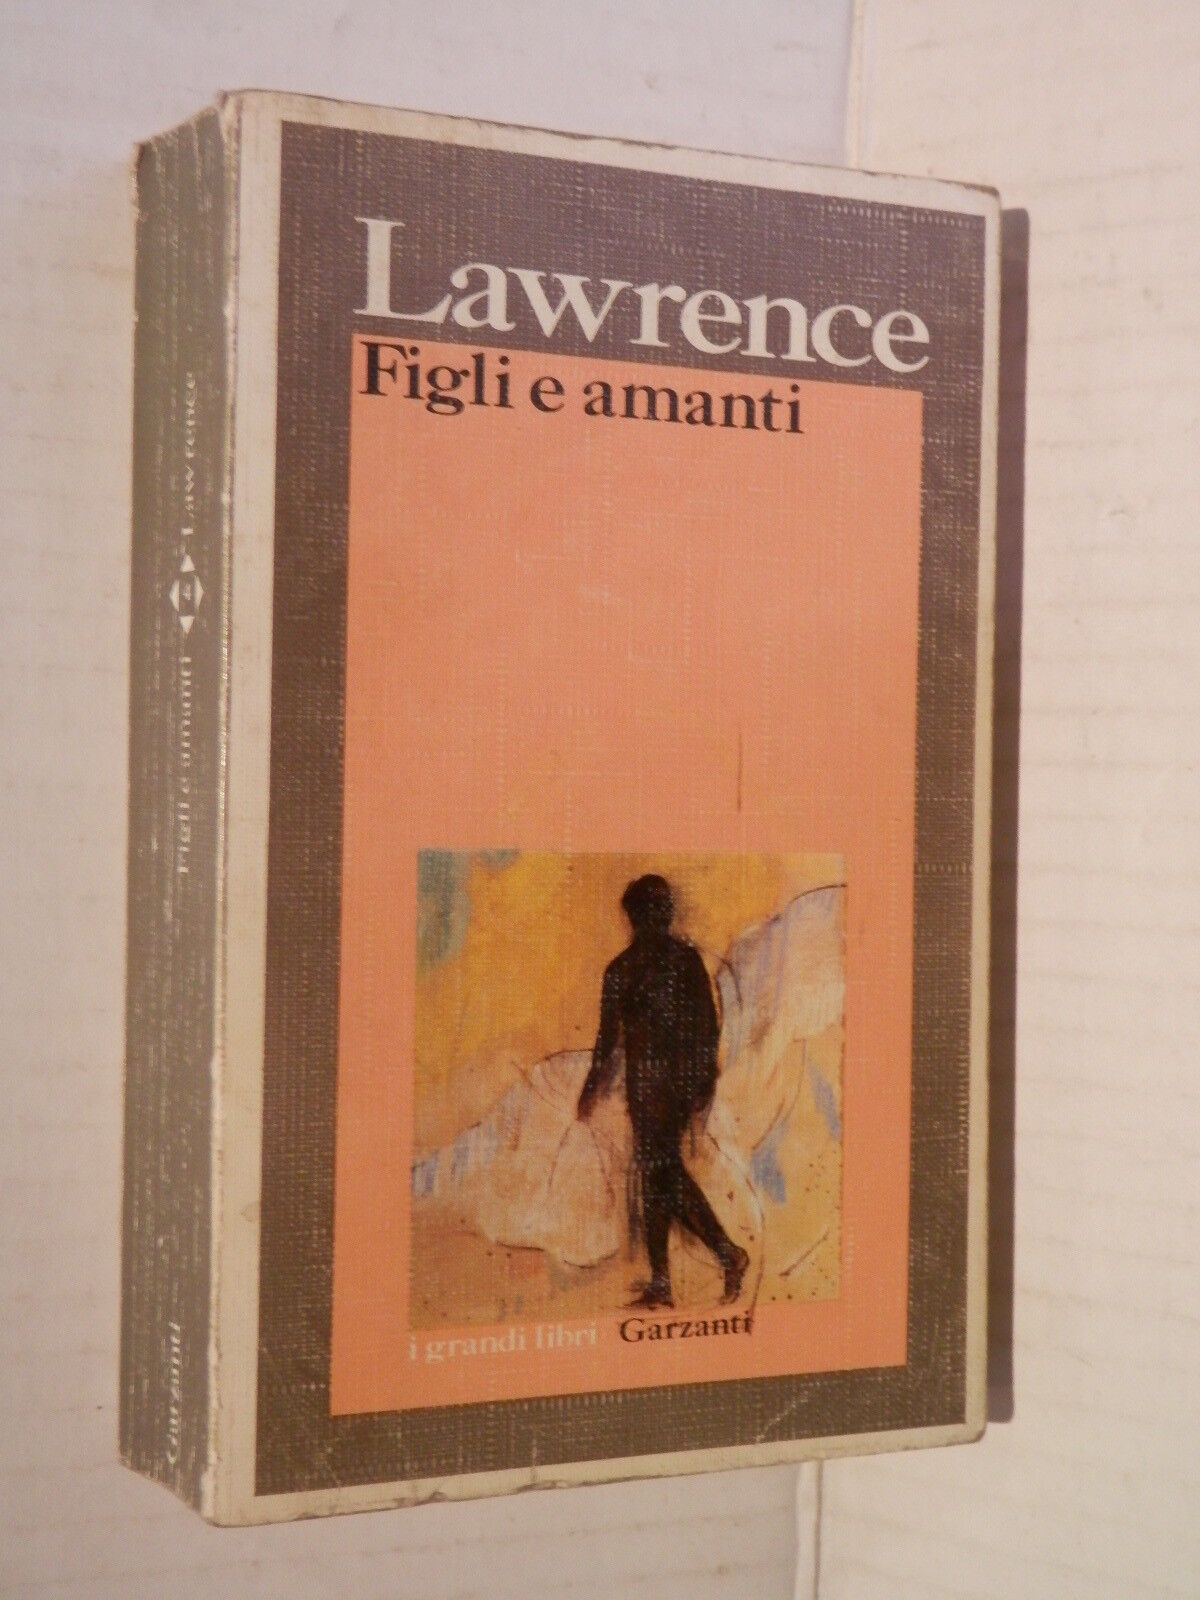 Lawrence
Figli e amanti
i grandi libri Garzanti
Lawrence
Figli e amanti
Garzanti